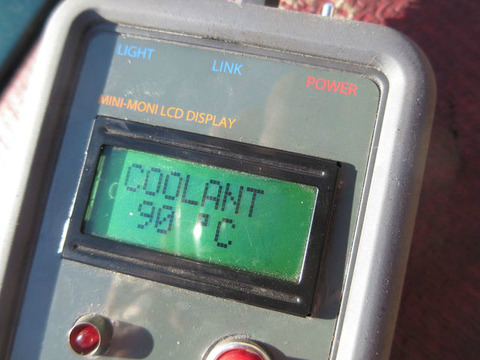 LIGHT
LINK
POWER
MINI-MONI LCD DISPLAY
COOLANT
90 °C